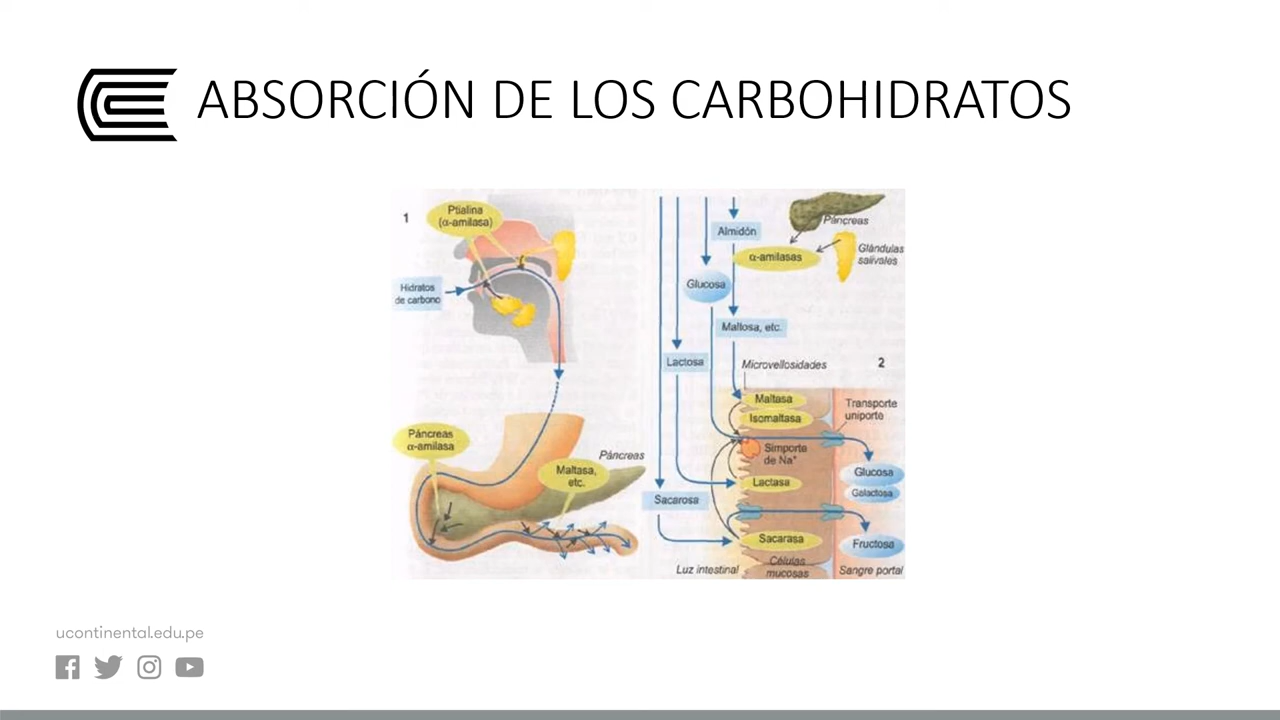 ABSORCIÓN DE LOS CARBOHIDRATOS
1
Ptialina
(α-amilasa)
Hidratos
de carbono
Páncreas
α-amilasa
Páncreas
Maltasa,
etc.
Almidón
Páncreas
α-amilasas
Glándulas
salivales
Glucosa
Maltosa, etc.
Lactosa
Microvellosidades
2
Maltasa
Isomaltasa
Transporte
uniporte
Simporte
de Na⁺
Glucosa
Galactosa
Lactasa
Sacarosa
Sacarasa
Fructosa
Luz intestinal
Células
mucosas
Sangre portal
ucontinental.edu.pe